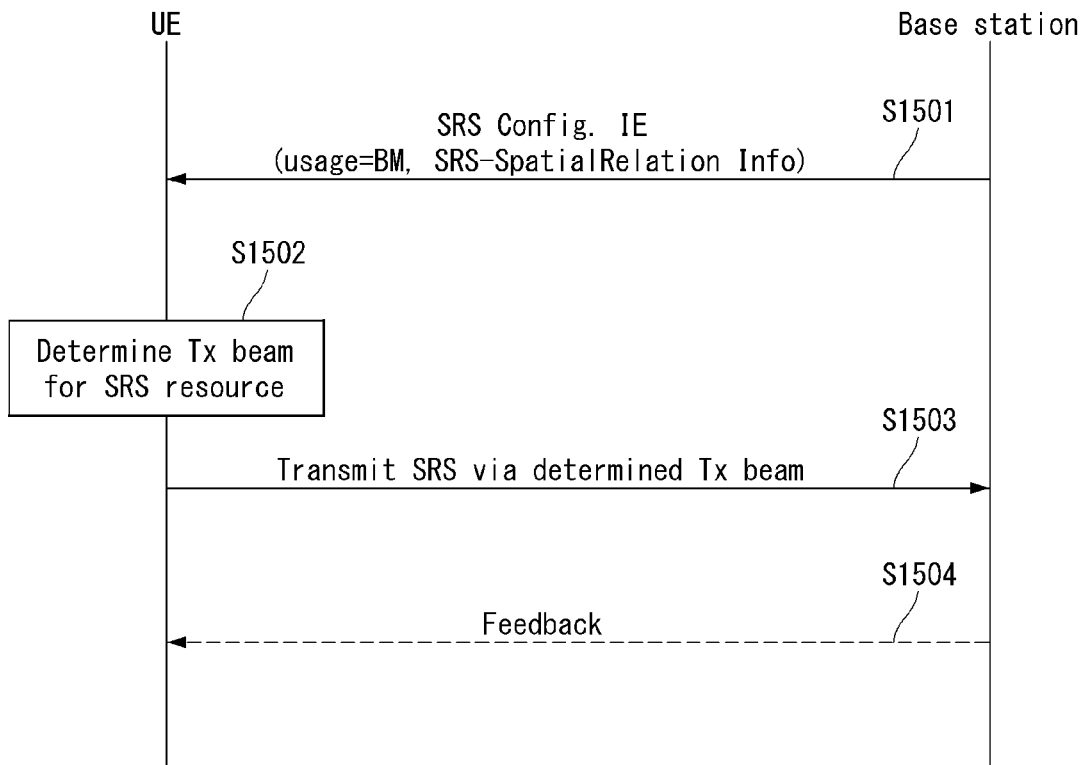 UE
Base station
S1501
SRS Config. IE
(usage=BM, SRS-SpatialRelation Info)
S1502
Determine Tx beam
for SRS resource
S1503
Transmit SRS via determined Tx beam
S1504
Feedback